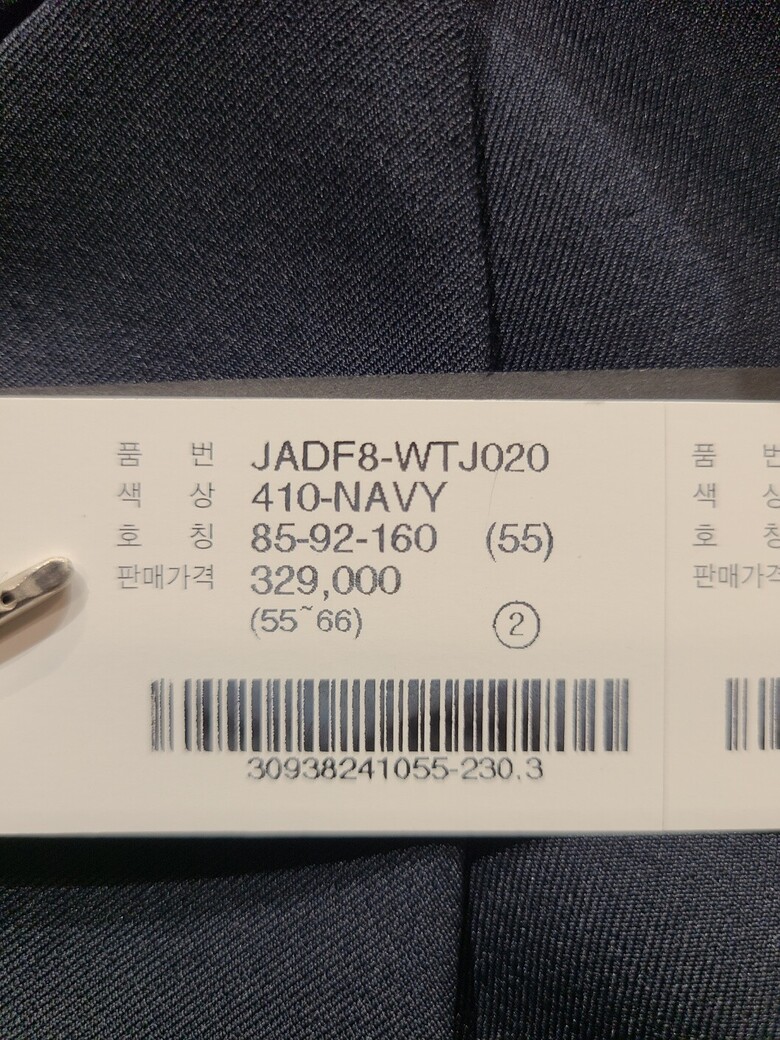 품 번 JADF8-WTJ020
색 상 410-NAVY
호 칭 85-92-160 (55)
판매가격 329,000
(55~66) ②
30938241055-230.3
품 번
색 상
호 칭
판매가격